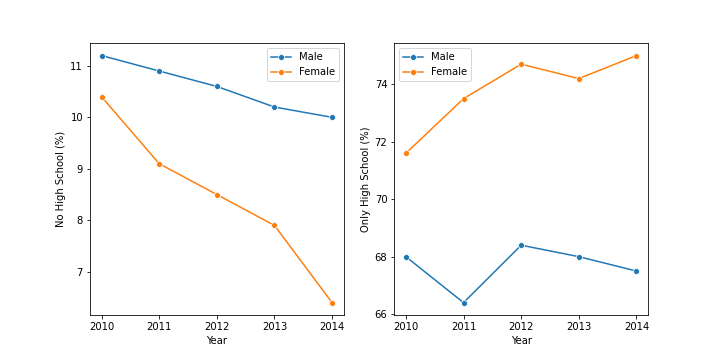 Male
Female
11
10
9
8
7
No High School (%)
2010 2011 2012 2013 2014
Year
Male
Female
74
72
70
68
66
Only High School (%)
2010 2011 2012 2013 2014
Year